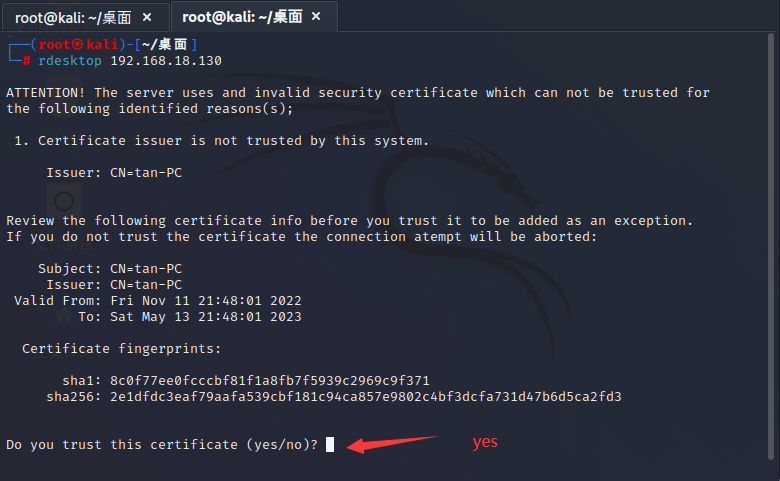 root@kali: ~/桌面 ×
root@kali: ~/桌面 ×
┌──(root㉿kali)-[~/桌面]
└─# rdesktop 192.168.18.130
ATTENTION! The server uses and invalid security certificate which can not be trusted for
the following identified reasons(s);
1. Certificate issuer is not trusted by this system.
Issuer: CN=tan-PC
Review the following certificate info before you trust it to be added as an exception.
If you do not trust the certificate the connection atempt will be aborted:
Subject: CN=tan-PC
Issuer: CN=tan-PC
Valid From: Fri Nov 11 21:48:01 2022
To: Sat May 13 21:48:01 2023
Certificate fingerprints:
sha1: 8c0f77ee0fcccbf81f1a8fb7f5939c2969c9f371
sha256: 2e1dfdc3eaf79aafa539cbf181c94ca857e9802c4bf3dcfa731d47b6d5ca2fd3
Do you trust this certificate (yes/no)? yes